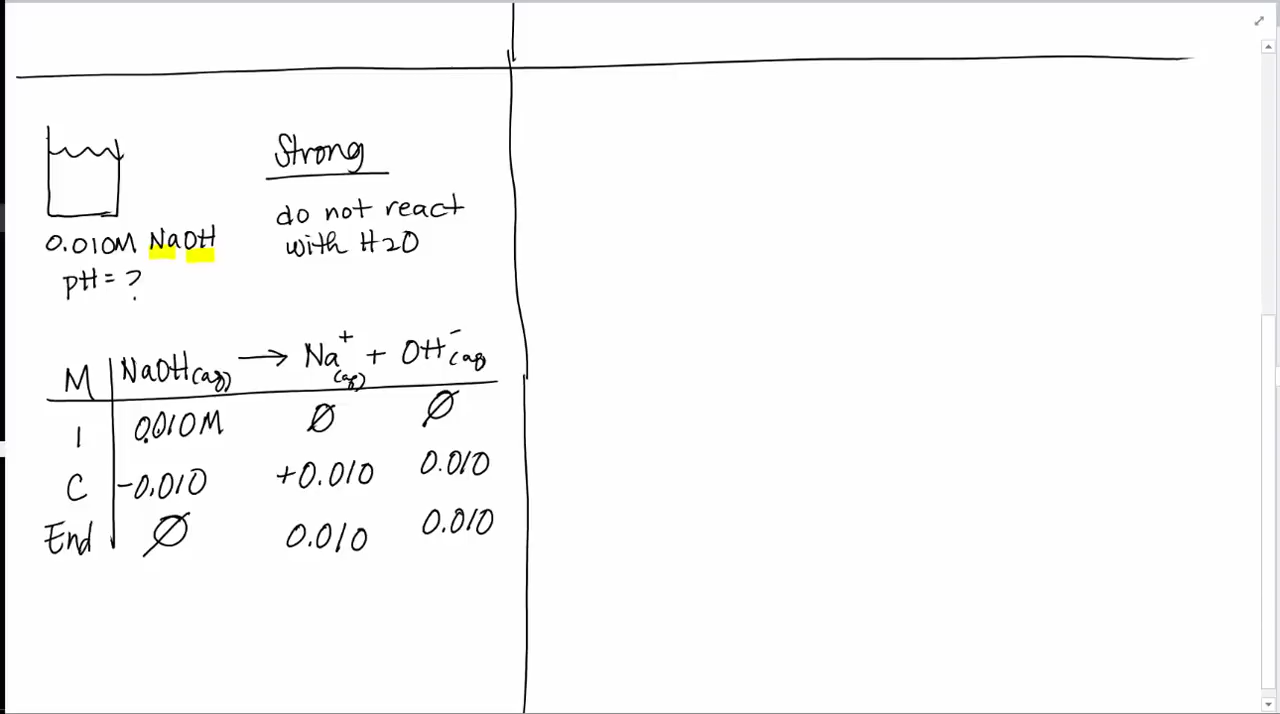 Strong
do not react
with H2O
0.010M NaOH
pH = ?
M NaOH(aq) → Na+(aq) + OH-(aq)
I 0.010M Ø Ø
C -0.010 +0.010 0.010
End Ø 0.010 0.010